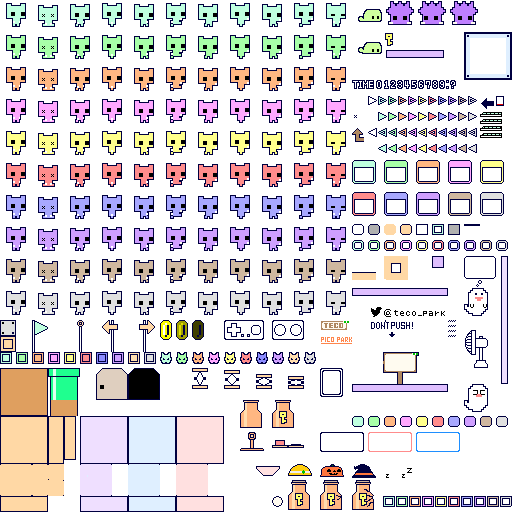 TIME 0123456789:?
@teco_park
DON'T PUSH!
TECO
PICO PARK
z
z
Z